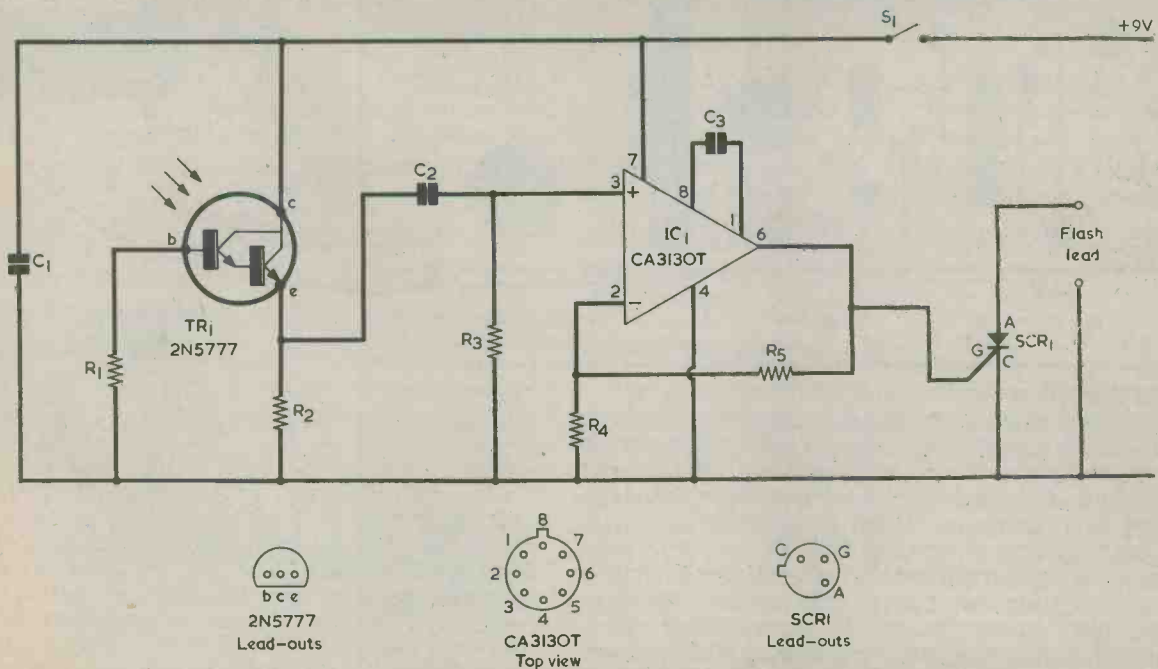 S1
+9V
C3
C2
7
8
3
+
1
6
c
b
IC1
CA3130T
Flash
lead
C1
2
−
4
e
A
TR1
2N5777
R3
G
SCR1
C
R5
R1
R2
R4
b c e
2N5777
Lead-outs
8
1
7
2
6
3
5
4
CA3130T
Top view
C
G
A
SCR1
Lead-outs